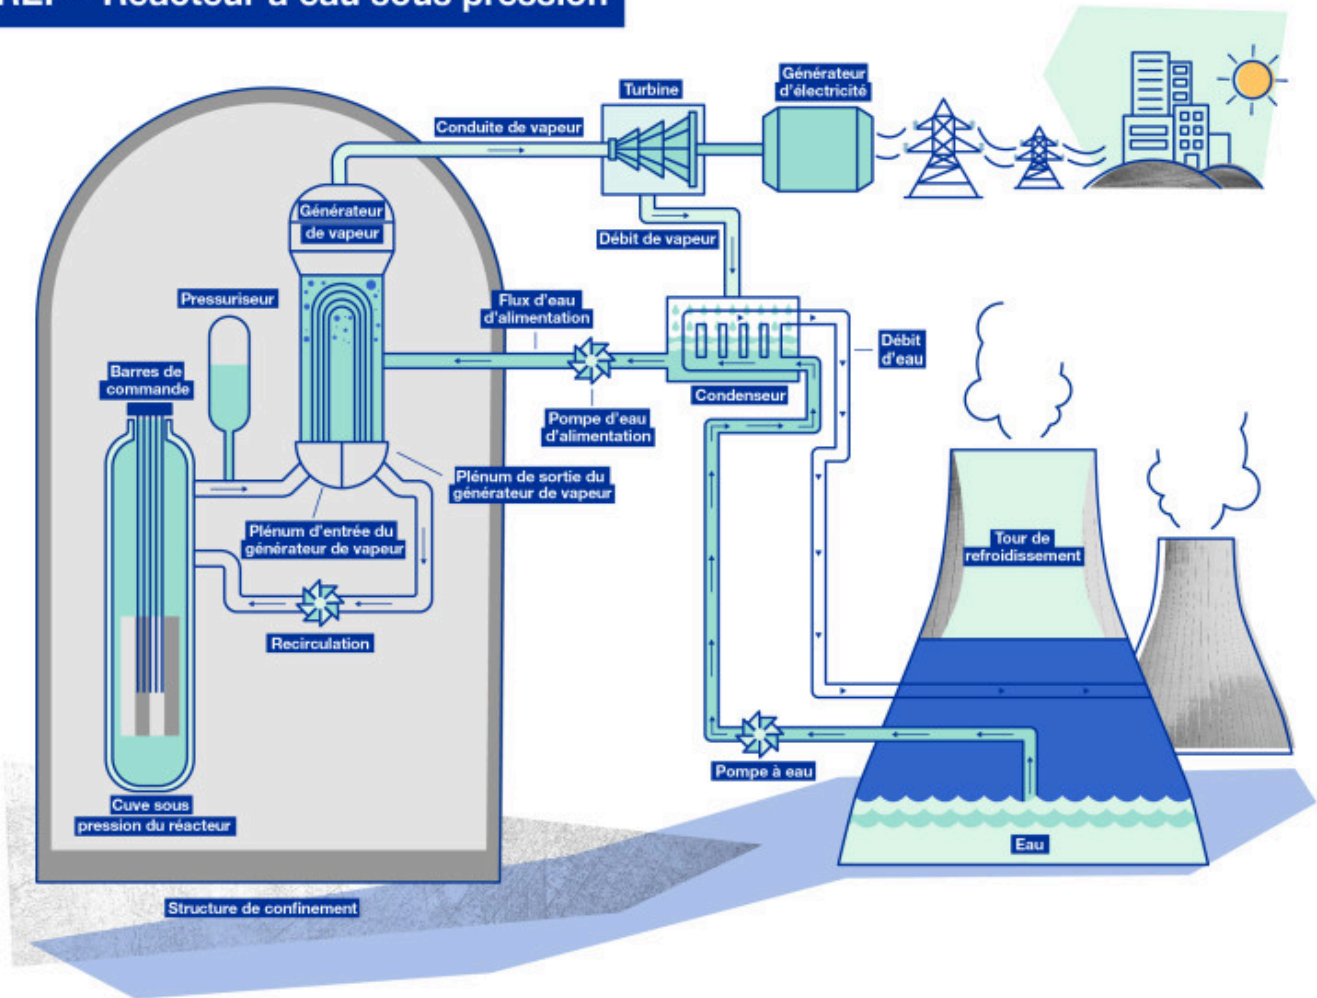 Réacteur à eau sous pression
Générateur
d'électricité
Turbine
Conduite de vapeur
Générateur
de vapeur
Débit de vapeur
Pressuriseur
Flux d'eau
d'alimentation
Débit
d'eau
Barres de
commande
Condenseur
Pompe d'eau
d'alimentation
Plénum de sortie du
générateur de vapeur
Plénum d'entrée du
générateur de vapeur
Tour de
refroidissement
Recirculation
Pompe à eau
Cuve sous
pression du réacteur
Eau
Structure de confinement